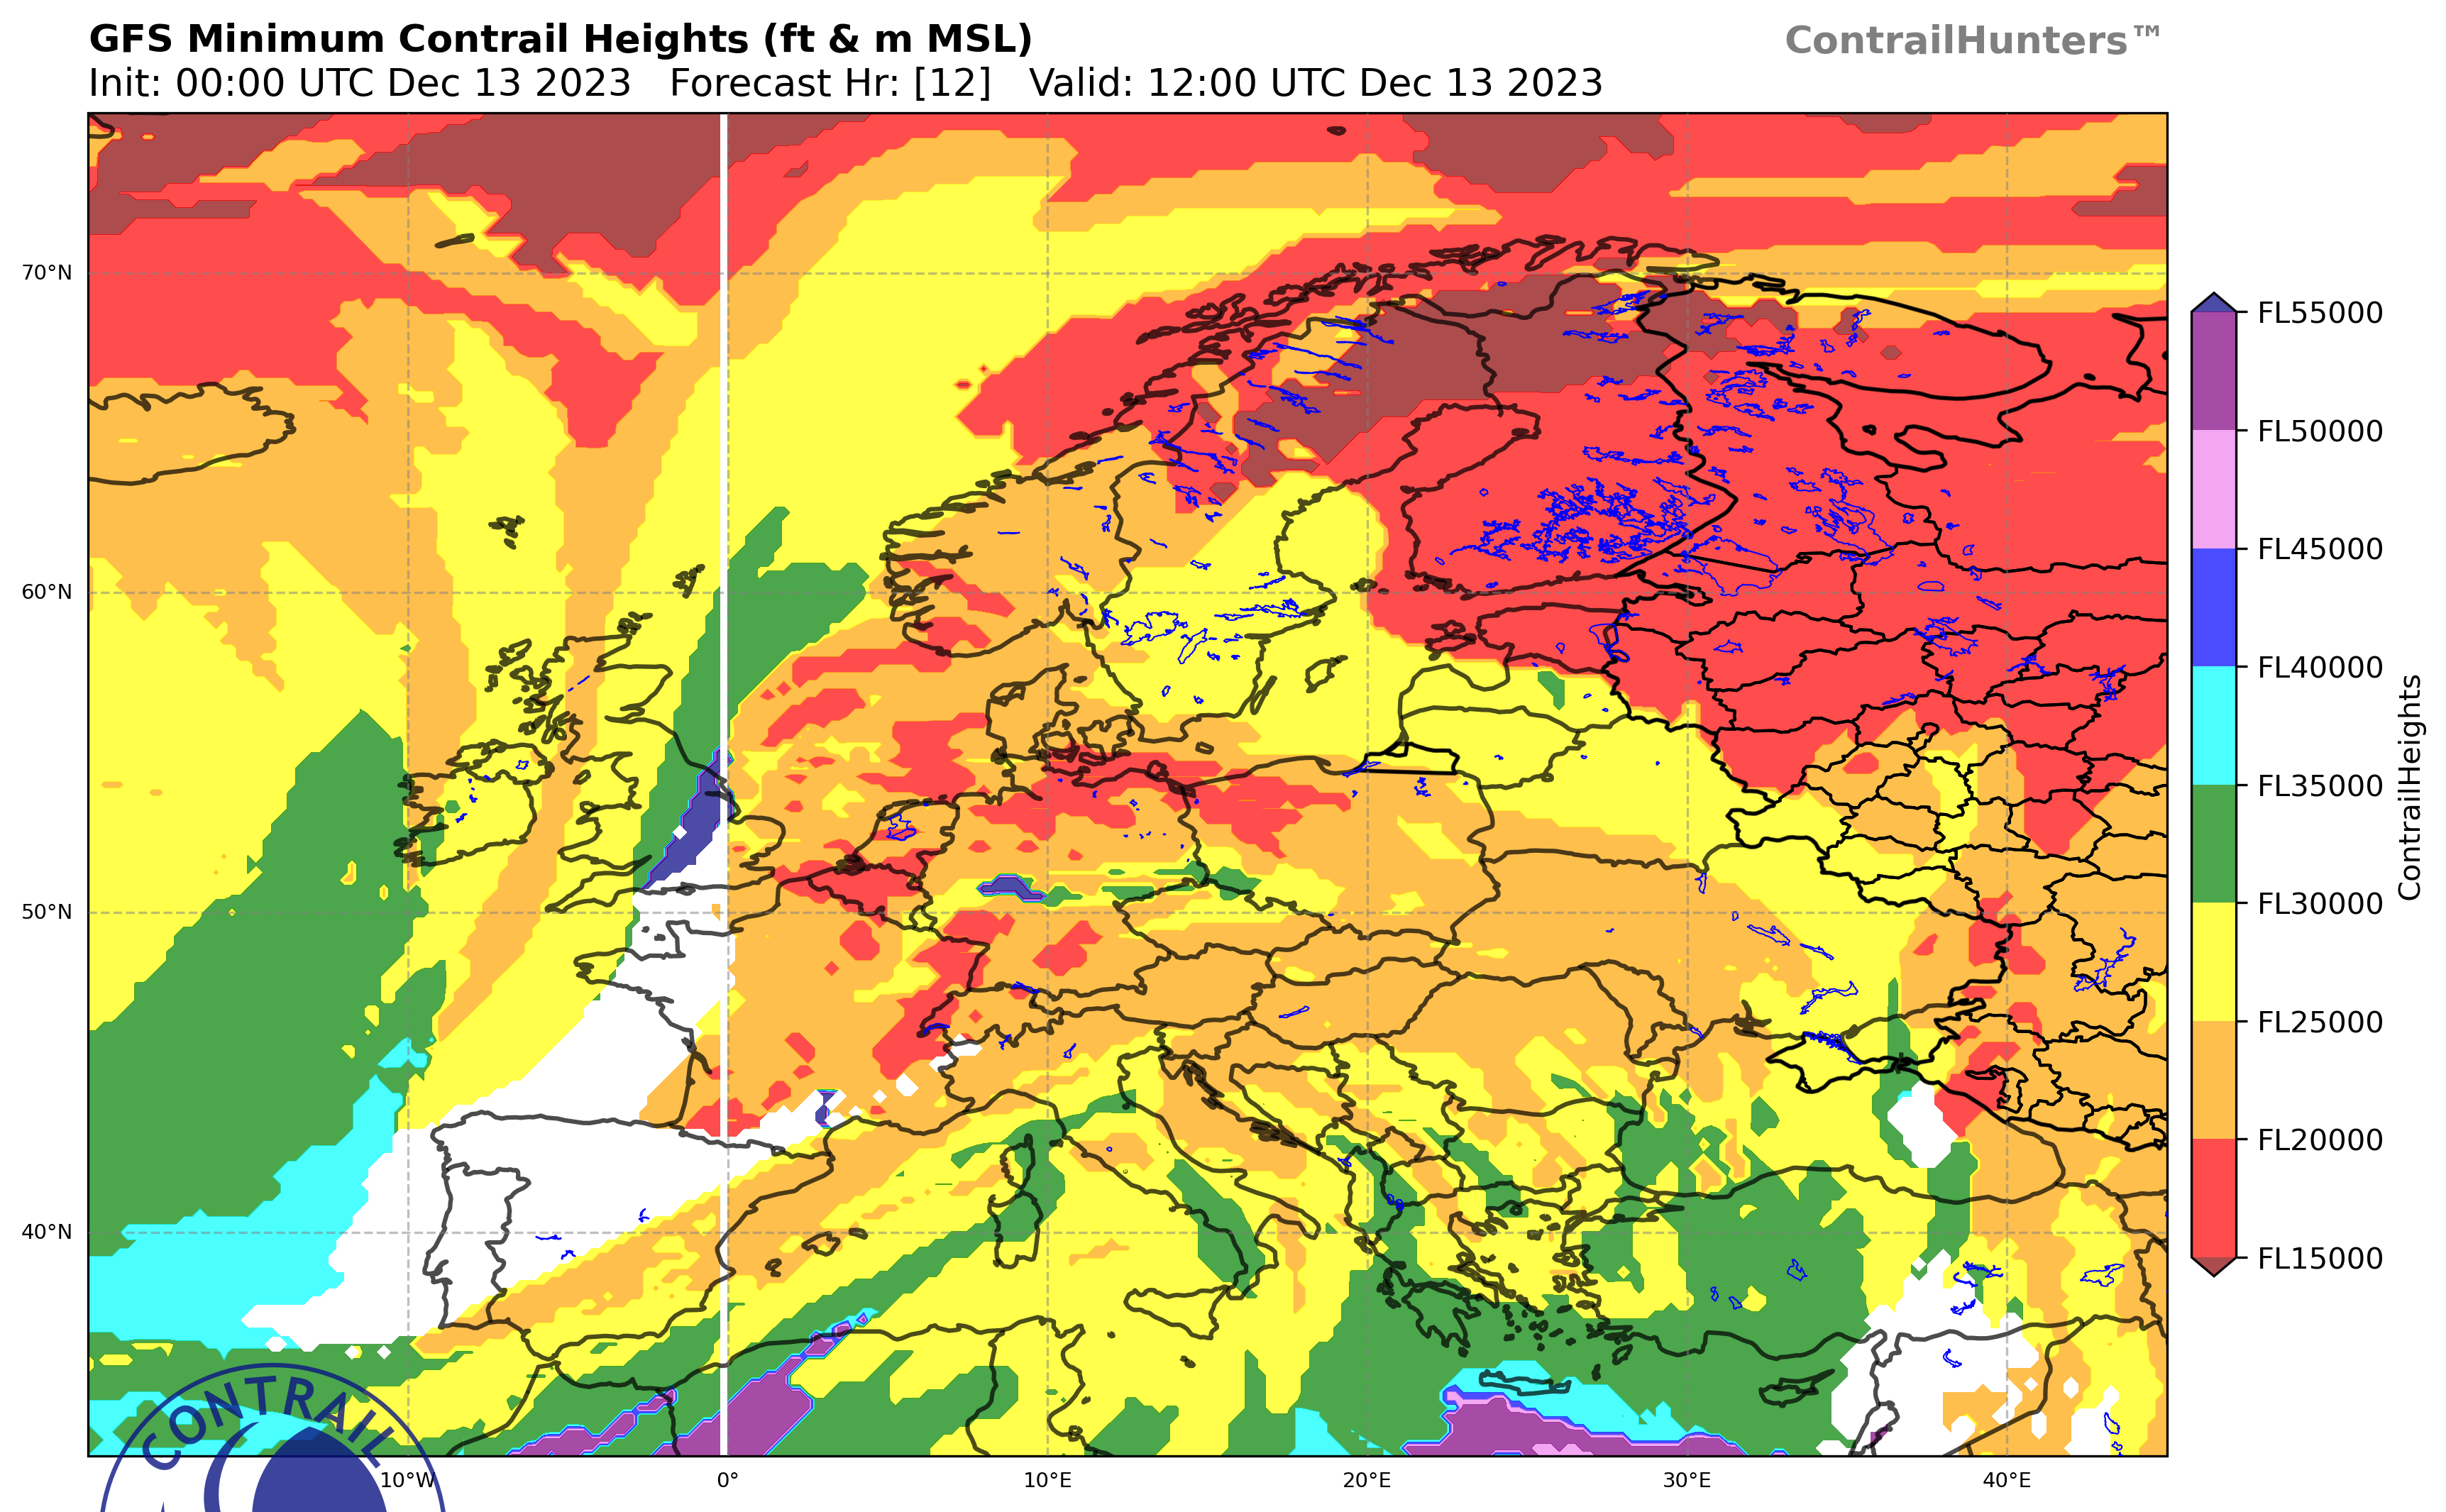 GFS Minimum Contrail Heights (ft & m MSL)
ContrailHunters™
Init: 00:00 UTC Dec 13 2023 Forecast Hr: [12] Valid: 12:00 UTC Dec 13 2023
70°N
60°N
50°N
40°N
10°W
0°
10°E
20°E
30°E
40°E
FL55000
FL50000
FL45000
FL40000
FL35000
FL30000
FL25000
FL20000
FL15000
ContrailHeights
CONTRAIL